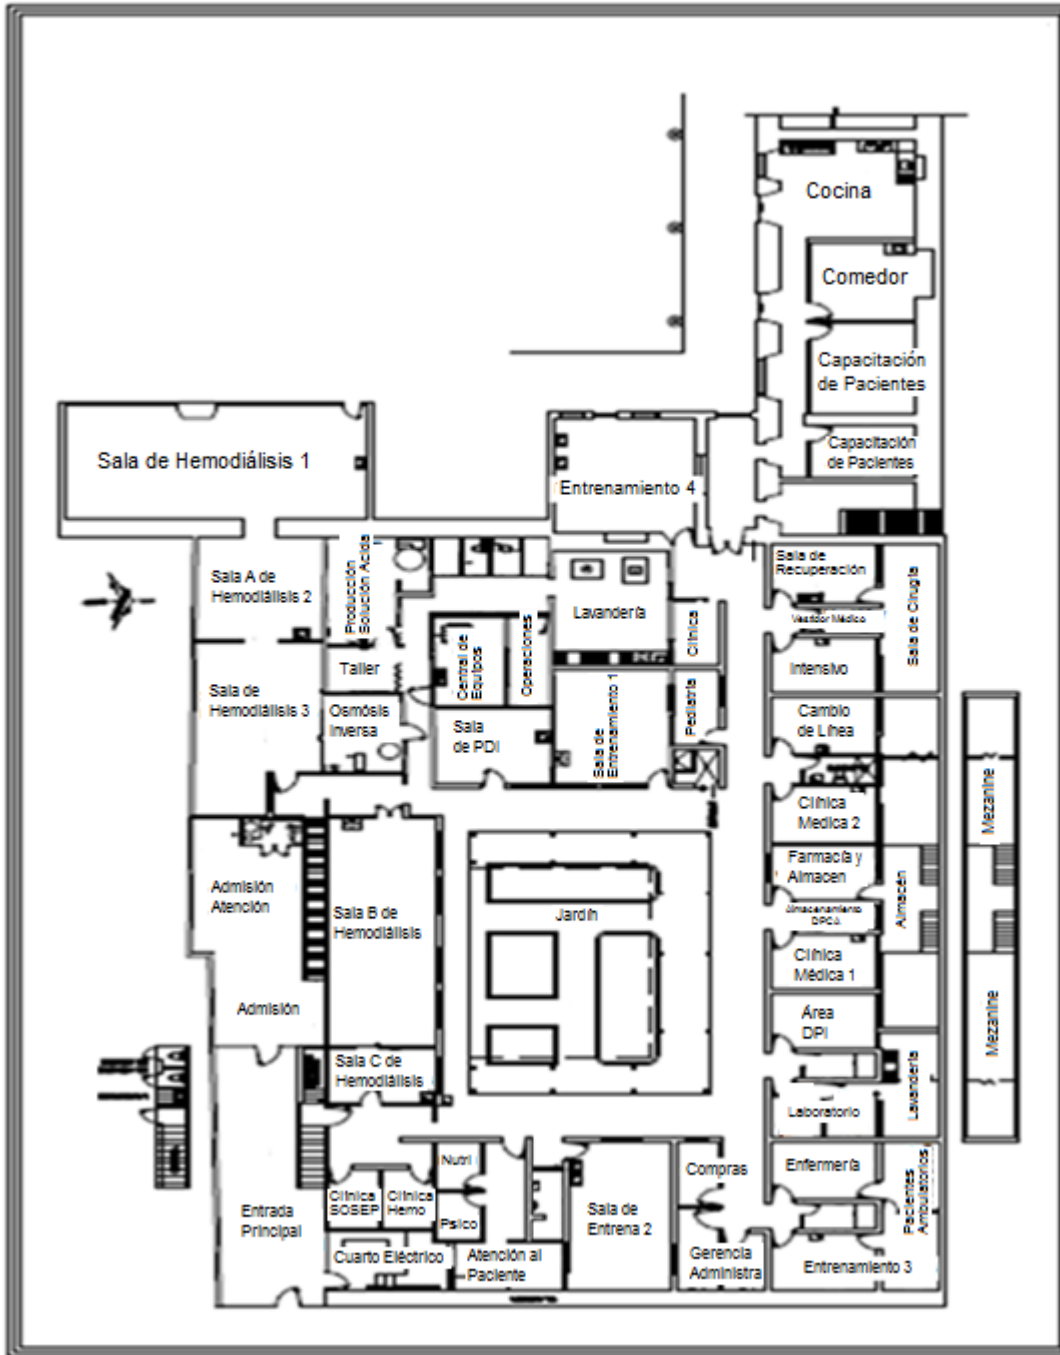 Cocina
Comedor
Capacitación
de Pacientes
Capacitación
de Pacientes
Sala de Hemodiálisis 1
Entrenamiento 4
Sala A de
Hemodiálisis 2
Producción
Solución Acida
Lavandería
Clínica
Sala de
Recuperación
Vestidor Médico
Sala de Cirugía
Intensivo
Taller
Central de
Equipos
Operaciones
Sala de
Hemodiálisis 3
Osmósis
Inversa
Sala
de PDI
Sala de
Entrenamiento 1
Pediatría
Cambio
de Línea
Clínica
Medica 2
Mezanine
Admisión
Atención
Sala B de
Hemodiálisis
Jardín
Farmacía y
Almacen
Almacén
Almacenamiento
DPCA
Clínica
Médica 1
Admisión
Área
DPI
Mezanine
Sala C de
Hemodiálisis
Laboratorio
Lavandería
Nutri
Compras
Enfermería
Pacientes
Ambulatorios
Clínica
SOSEP
Clínica
Hemo
Psico
Sala de
Entrena 2
Entrada
Principal
Cuarto Eléctrico
Atención al
Paciente
Gerencia
Administra
Entrenamiento 3